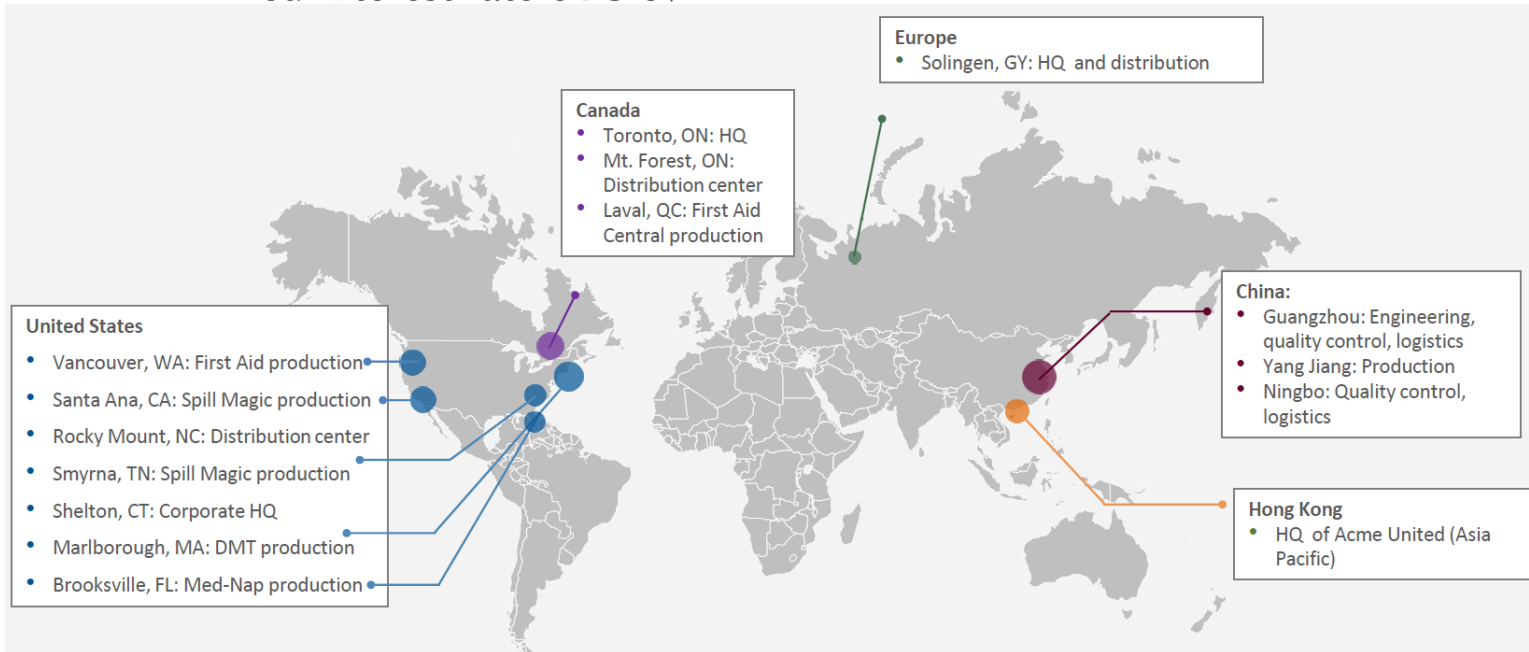 Europe
• Solingen, GY: HQ and distribution
Canada
• Toronto, ON: HQ
• Mt. Forest, ON:
Distribution center
• Laval, QC: First Aid
Central production
United States
• Vancouver, WA: First Aid production
• Santa Ana, CA: Spill Magic production
• Rocky Mount, NC: Distribution center
• Smyrna, TN: Spill Magic production
• Shelton, CT: Corporate HQ
• Marlborough, MA: DMT production
• Brooksville, FL: Med-Nap production
China:
• Guangzhou: Engineering,
quality control, logistics
• Yang Jiang: Production
• Ningbo: Quality control,
logistics
Hong Kong
• HQ of Acme United (Asia
Pacific)